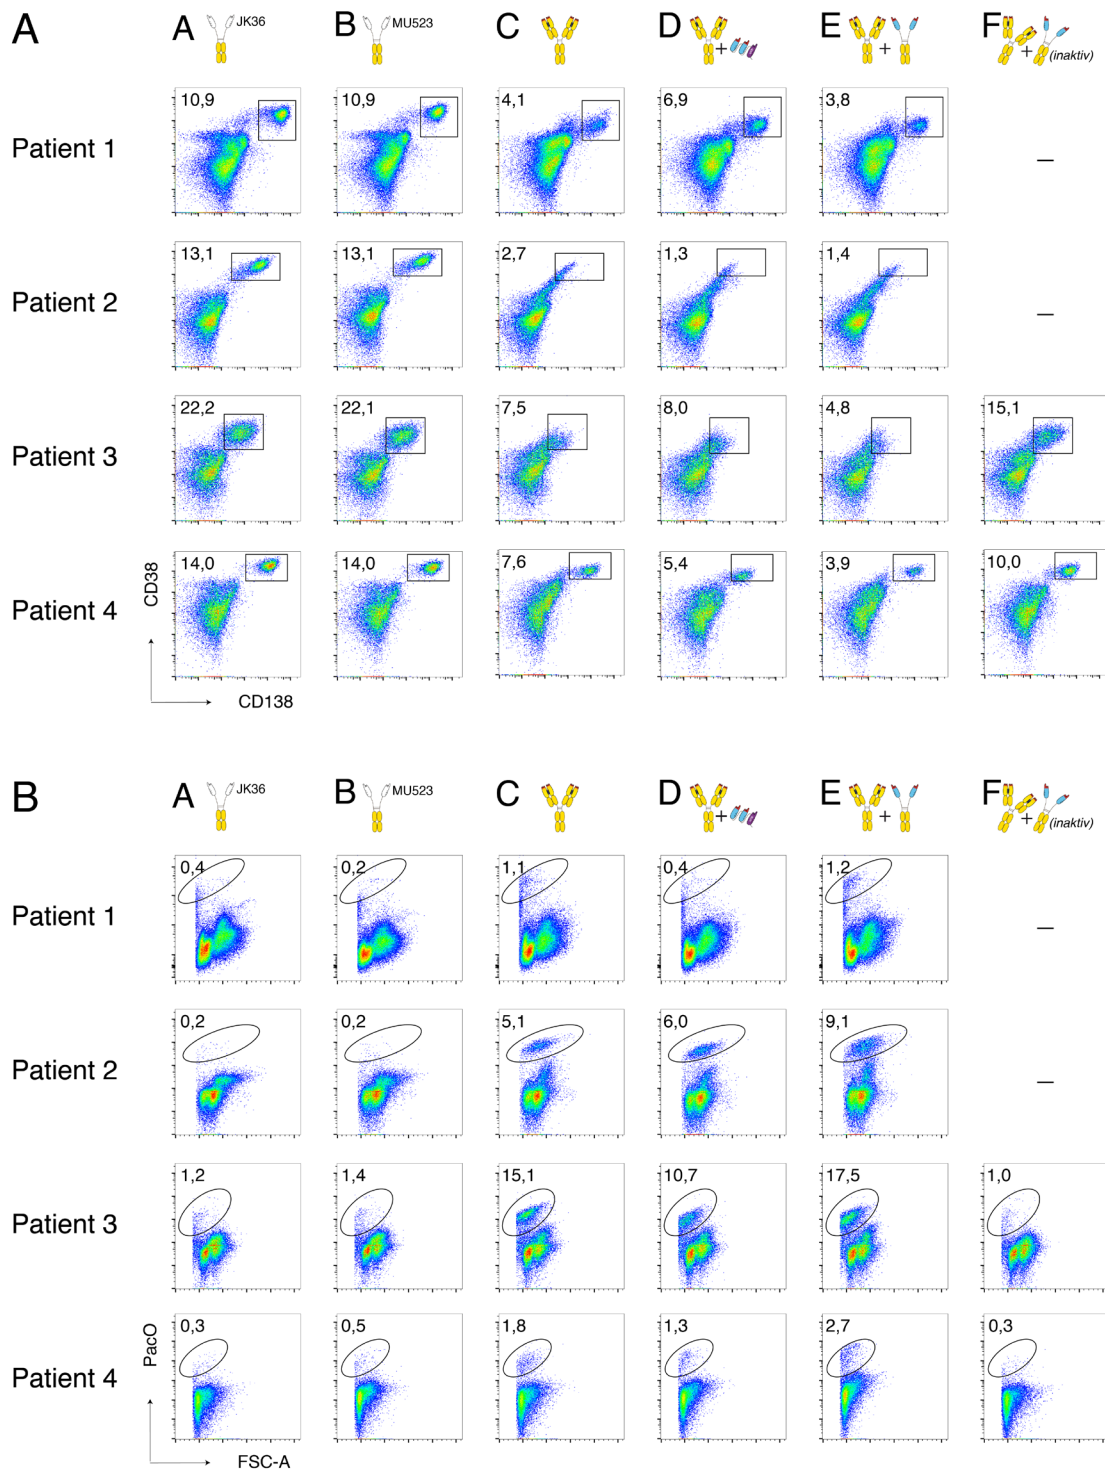 A
A JK36 B MU523 C D + E + F + (inaktiv)
Patient 1 10,9 10,9 4,1 6,9 3,8 –
Patient 2 13,1 13,1 2,7 1,3 1,4 –
Patient 3 22,2 22,1 7,5 8,0 4,8 15,1
Patient 4 14,0 14,0 7,6 5,4 3,9 10,0
CD38
CD138
B
A JK36 B MU523 C D + E + F + (inaktiv)
Patient 1 0,4 0,2 1,1 0,4 1,2 –
Patient 2 0,2 0,2 5,1 6,0 9,1 –
Patient 3 1,2 1,4 15,1 10,7 17,5 1,0
Patient 4 0,3 0,5 1,8 1,3 2,7 0,3
PacO
FSC-A